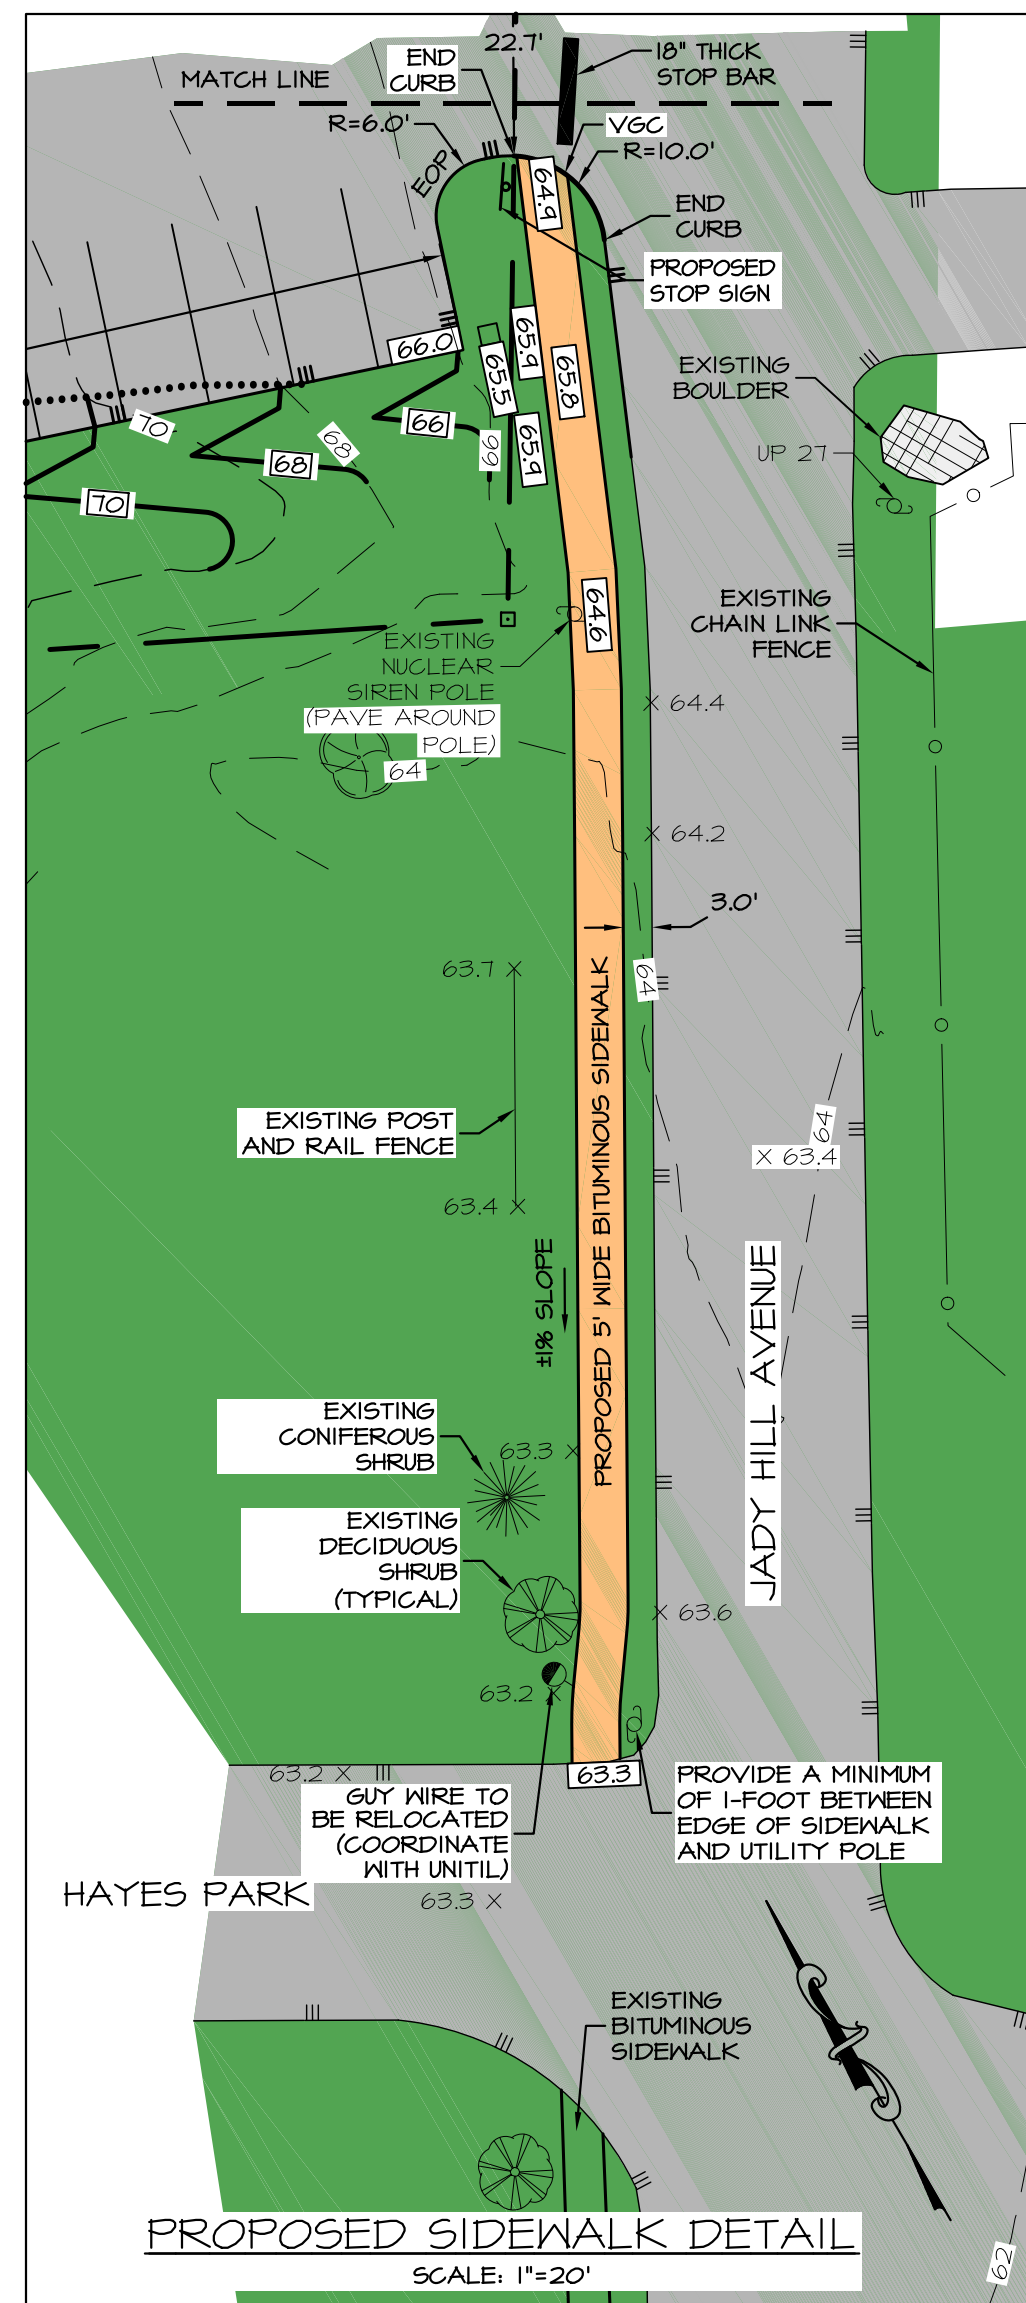 22.7'
END
CURB
18" THICK
STOP BAR
MATCH LINE
R=6.0'
VGC
R=10.0'
EOP
64.9
END
CURB
PROPOSED
STOP SIGN
66.0
65.9
65.5
65.8
EXISTING
BOULDER
70
68
66
66
65.9
68
UP 27
70
64.6
EXISTING
CHAIN LINK
FENCE
EXISTING
NUCLEAR
SIREN POLE
(PAVE AROUND
POLE)
64
X 64.4
X 64.2
3.0'
63.7 X
64
PROPOSED 5' WIDE BITUMINOUS SIDEWALK
EXISTING POST
AND RAIL FENCE
64
X 63.4
63.4 X
±1% SLOPE
JADY HILL AVENUE
EXISTING
CONIFEROUS
SHRUB
63.3 X
EXISTING
DECIDUOUS
SHRUB
(TYPICAL)
X 63.6
63.2 X
63.2 X
63.3
GUY WIRE TO
BE RELOCATED
(COORDINATE
WITH UNITIL)
PROVIDE A MINIMUM
OF 1-FOOT BETWEEN
EDGE OF SIDEWALK
AND UTILITY POLE
HAYES PARK
63.3 X
EXISTING
BITUMINOUS
SIDEWALK
62
PROPOSED SIDEWALK DETAIL
SCALE: 1"=20'